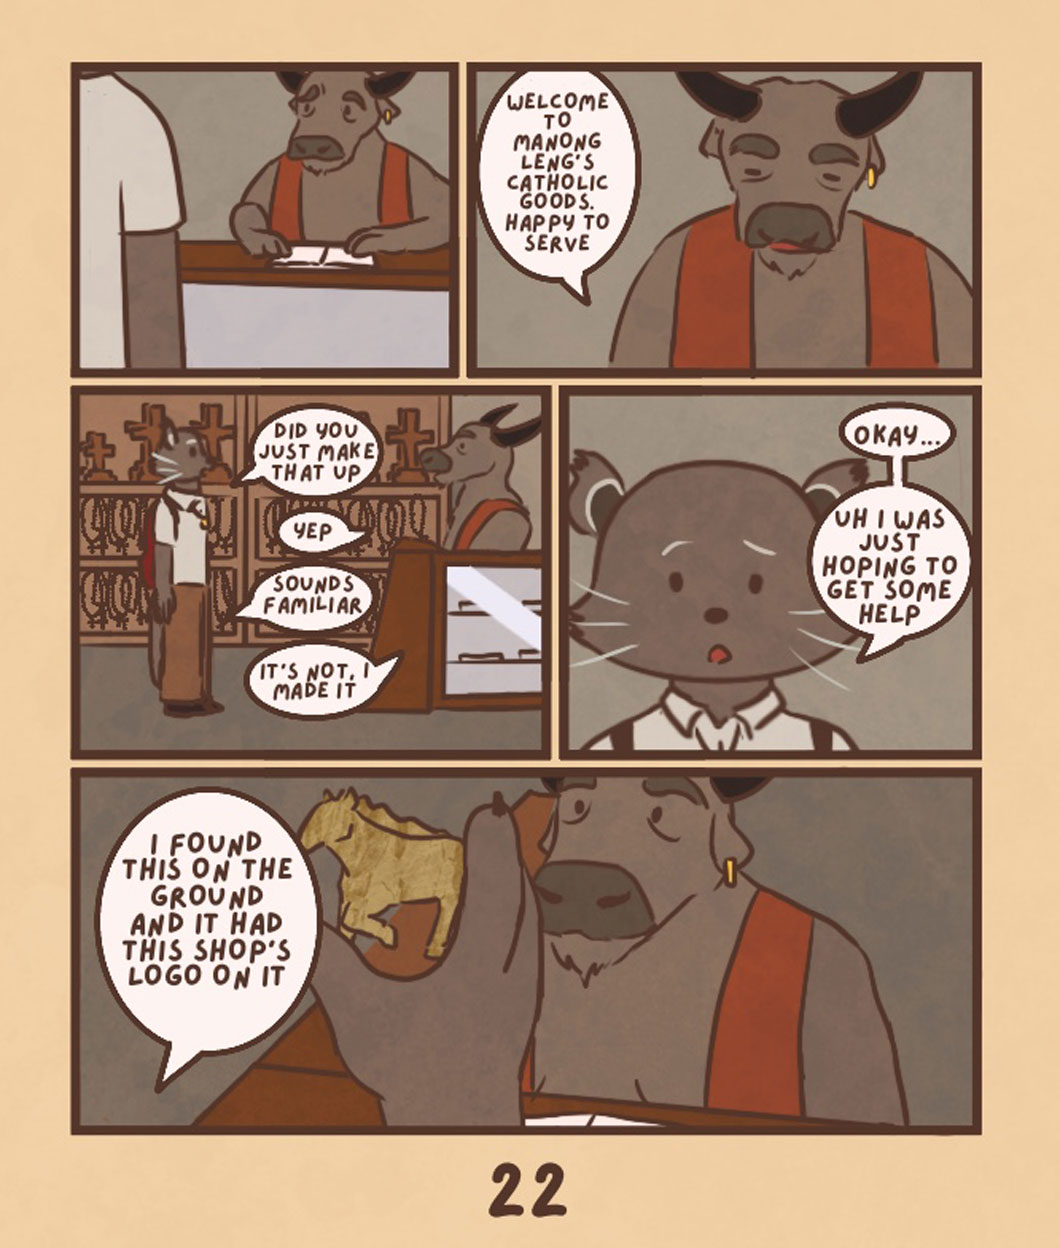 WELCOME
TO
MANONG
LENG'S
CATHOLIC
GOODS.
HAPPY TO
SERVE
DID YOU
JUST MAKE
THAT UP
YEP
SOUNDS
FAMILIAR
IT'S NOT, I
MADE IT
OKAY...
UH I WAS
JUST
HOPING TO
GET SOME
HELP
I FOUND
THIS ON THE
GROUND
AND IT HAD
THIS SHOP'S
LOGO ON IT
22